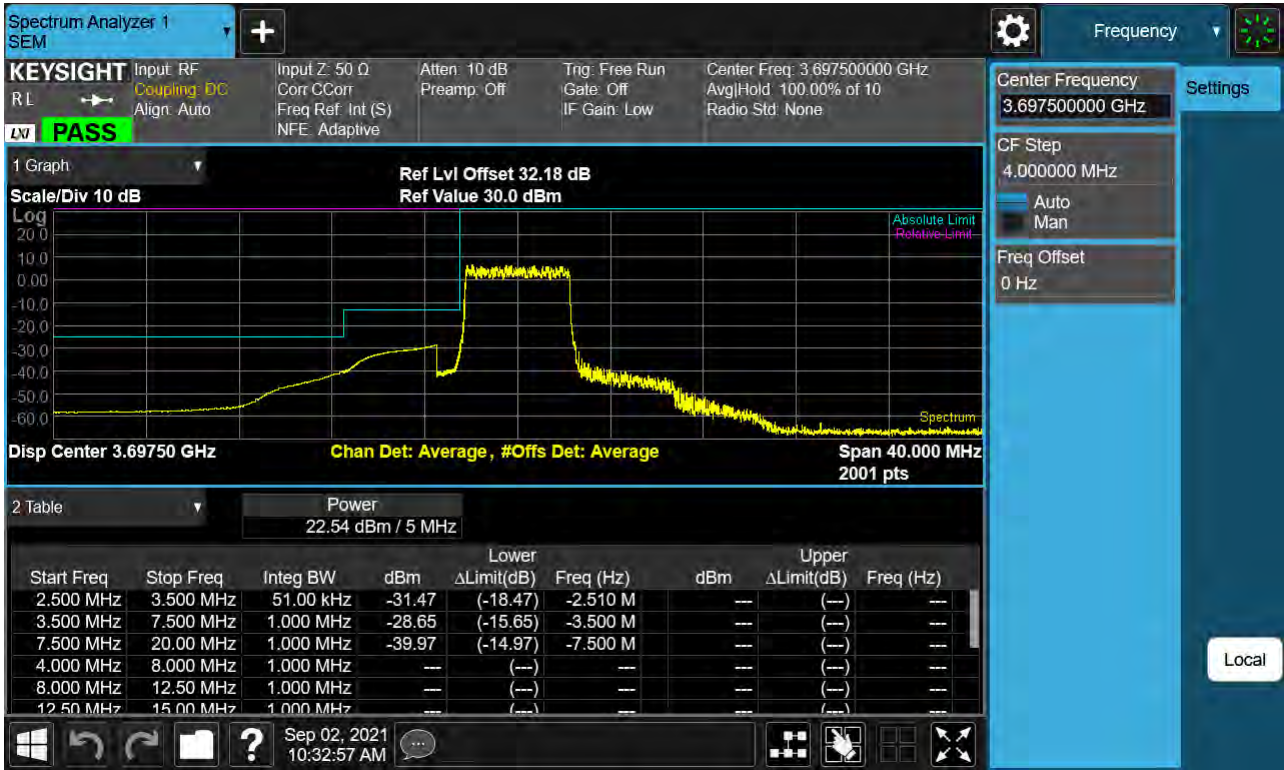 Spectrum Analyzer 1
SEM
Frequency
KEYSIGHT
RL
LXI
PASS
Input: RF
Coupling: DC
Align: Auto
Input Z: 50 Ω
Corr CCorr
Freq Ref: Int (S)
NFE: Adaptive
Atten: 10 dB
Preamp: Off
Trig: Free Run
Gate: Off
IF Gain: Low
Center Freq: 3.697500000 GHz
Avg|Hold: 100.00% of 10
Radio Std: None
Center Frequency
3.697500000 GHz
Settings
CF Step
4.000000 MHz
Auto
Man
Freq Offset
0 Hz
Local
1 Graph
Scale/Div 10 dB
Ref Lvl Offset 32.18 dB
Ref Value 30.0 dBm
Log
Absolute Limit
Relative Limit
20.0
10.0
0.00
-10.0
-20.0
-30.0
-40.0
-50.0
-60.0
Spectrum
Disp Center 3.69750 GHz
Chan Det: Average, #Offs Det: Average
Span 40.000 MHz
2001 pts
2 Table
Power
22.54 dBm / 5 MHz
Lower Upper
Start Freq Stop Freq Integ BW dBm ΔLimit(dB) Freq (Hz) dBm ΔLimit(dB) Freq (Hz)
2.500 MHz 3.500 MHz 51.00 kHz -31.47 (-18.47) -2.510 M --- (---) ---
3.500 MHz 7.500 MHz 1.000 MHz -28.65 (-15.65) -3.500 M --- (---) ---
7.500 MHz 20.00 MHz 1.000 MHz -39.97 (-14.97) -7.500 M --- (---) ---
4.000 MHz 8.000 MHz 1.000 MHz --- (---) --- --- (---) ---
8.000 MHz 12.50 MHz 1.000 MHz --- (---) --- --- (---) ---
12.50 MHz 15.00 MHz 1.000 MHz --- (---) --- --- (---) ---
Sep 02, 2021
10:32:57 AM